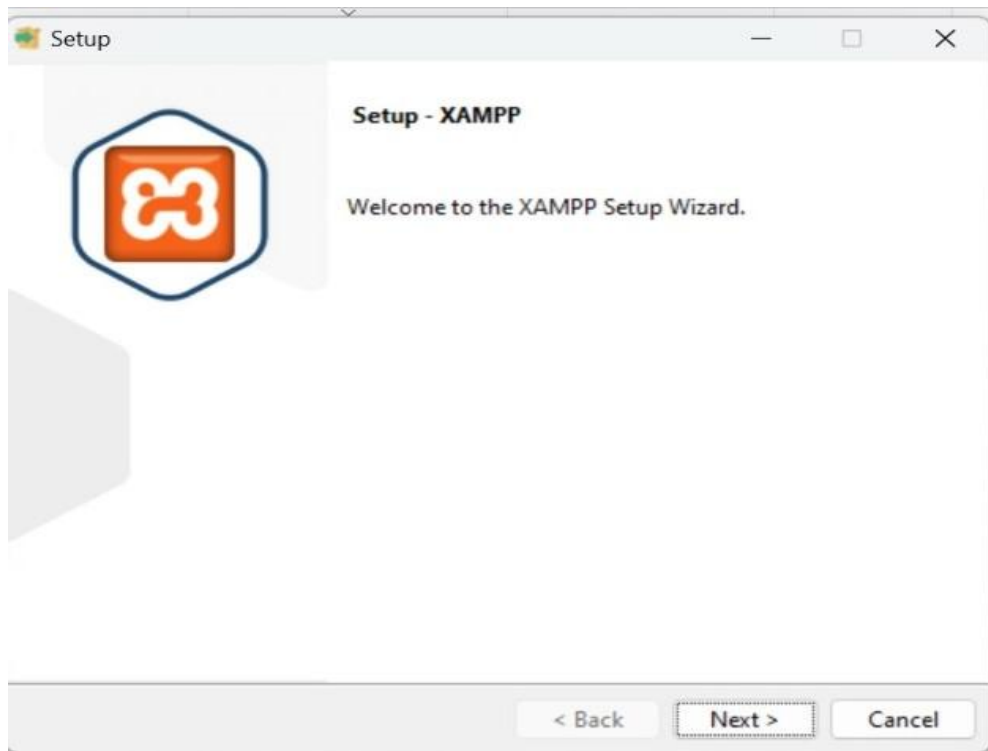 Setup
Setup - XAMPP
Welcome to the XAMPP Setup Wizard.
< Back
Next >
Cancel